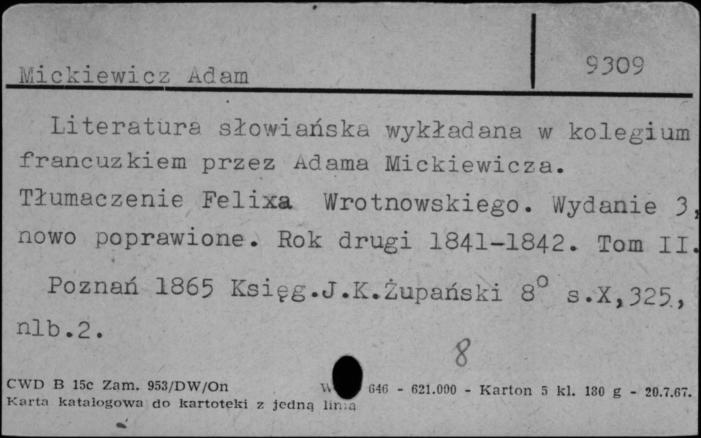 Mickiewicz Adam
9309
Literatura słowiańska wykładana w kolegium
francuzkiem przez Adama Mickiewicza.
Tłumaczenie Felixa Wrotnowskiego. Wydanie 3,
nowo poprawione. Rok drugi 1841-1842. Tom II.
Poznań 1865 Księg.J.K.Żupański 8° s.X,325,
nlb.2.
8
CWD B 15c Zam. 953/DW/On 646 - 621.000 - Karton 5 kl. 180 g - 20.7.67.
Karta katalogowa do kartoteki z jedną linią